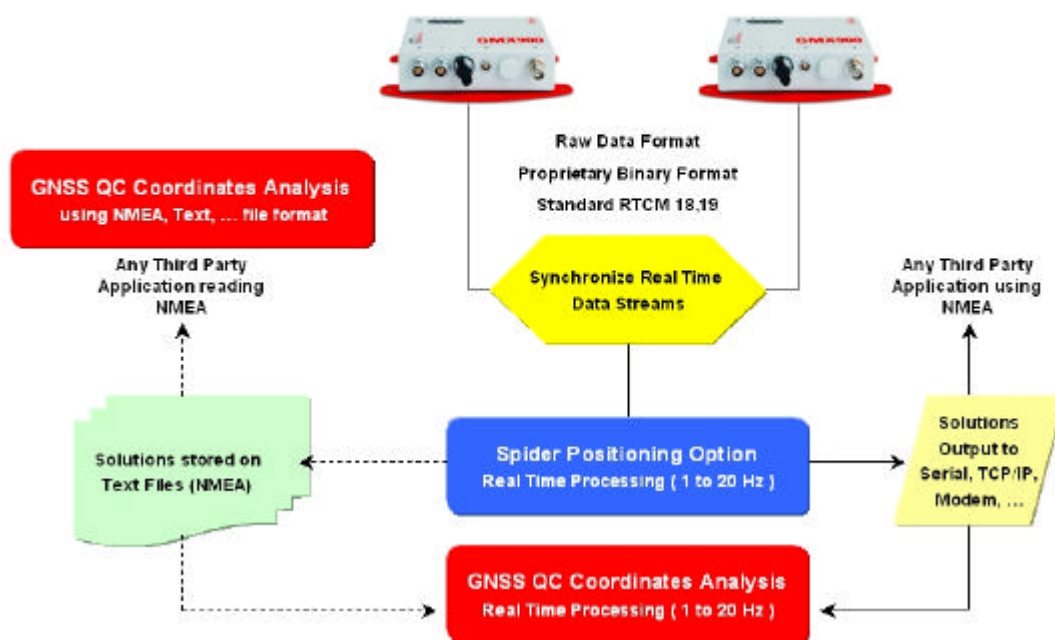 GMX900
GMX900
Raw Data Format
Proprietary Binary Format
Standard RTCM 18,19
GNSS QC Coordinates Analysis
using NMEA, Text, ... file format
Synchronize Real Time
Data Streams
Any Third Party
Application reading
NMEA
Any Third Party
Application using
NMEA
Solutions stored on
Text Files (NMEA)
Spider Positioning Option
Real Time Processing ( 1 to 20 Hz )
Solutions
Output to
Serial, TCP/IP,
Modem, ...
GNSS QC Coordinates Analysis
Real Time Processing ( 1 to 20 Hz )